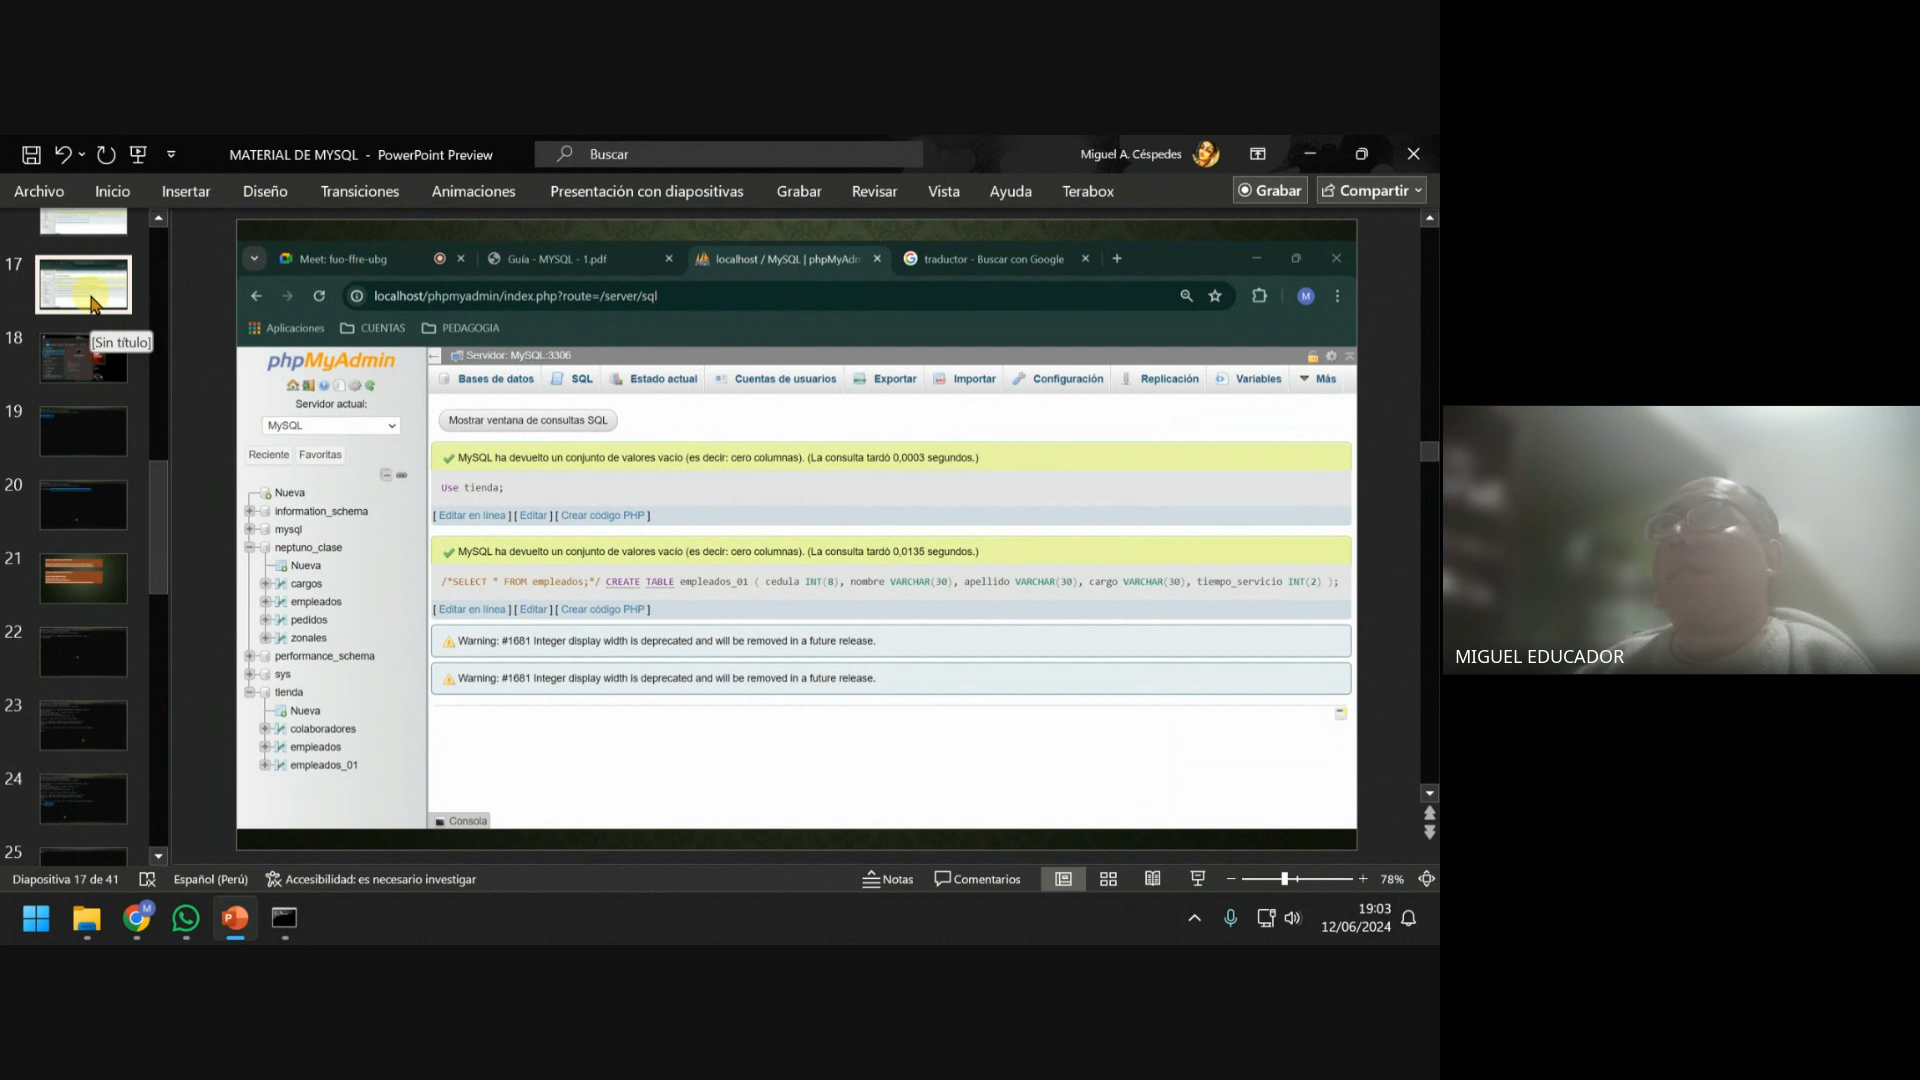 MATERIAL DE MYSQL - PowerPoint Preview
Buscar
Miguel A. Céspedes
Archivo
Inicio
Insertar
Diseño
Transiciones
Animaciones
Presentación con diapositivas
Grabar
Revisar
Vista
Ayuda
Terabox
Grabar
Compartir
17
18
[Sin título]
19
20
21
22
23
24
25
Meet: fuo-ffre-ubg
Guía - MYSQL - 1.pdf
localhost / MySQL | phpMyAdm
traductor - Buscar con Google
localhost/phpmyadmin/index.php?route=/server/sql
M
Aplicaciones
CUENTAS
PEDAGOGIA
phpMyAdmin
Servidor actual:
MySQL
Reciente
Favoritas
Nueva
information_schema
mysql
neptuno_clase
Nueva
cargos
empleados
pedidos
zonales
performance_schema
sys
tienda
Nueva
colaboradores
empleados
empleados_01
Servidor: MySQL:3306
Bases de datos
SQL
Estado actual
Cuentas de usuarios
Exportar
Importar
Configuración
Replicación
Variables
Más
Mostrar ventana de consultas SQL
MySQL ha devuelto un conjunto de valores vacío (es decir: cero columnas). (La consulta tardó 0,0003 segundos.)
Use tienda;
[ Editar en línea ] [ Editar ] [ Crear código PHP ]
MySQL ha devuelto un conjunto de valores vacío (es decir: cero columnas). (La consulta tardó 0,0135 segundos.)
/*SELECT * FROM empleados;*/ CREATE TABLE empleados_01 ( cedula INT(8), nombre VARCHAR(30), apellido VARCHAR(30), cargo VARCHAR(30), tiempo_servicio INT(2) );
[ Editar en línea ] [ Editar ] [ Crear código PHP ]
Warning: #1681 Integer display width is deprecated and will be removed in a future release.
Warning: #1681 Integer display width is deprecated and will be removed in a future release.
Consola
Diapositiva 17 de 41
Español (Perú)
Accesibilidad: es necesario investigar
Notas
Comentarios
78%
M
19:03
12/06/2024
MIGUEL EDUCADOR